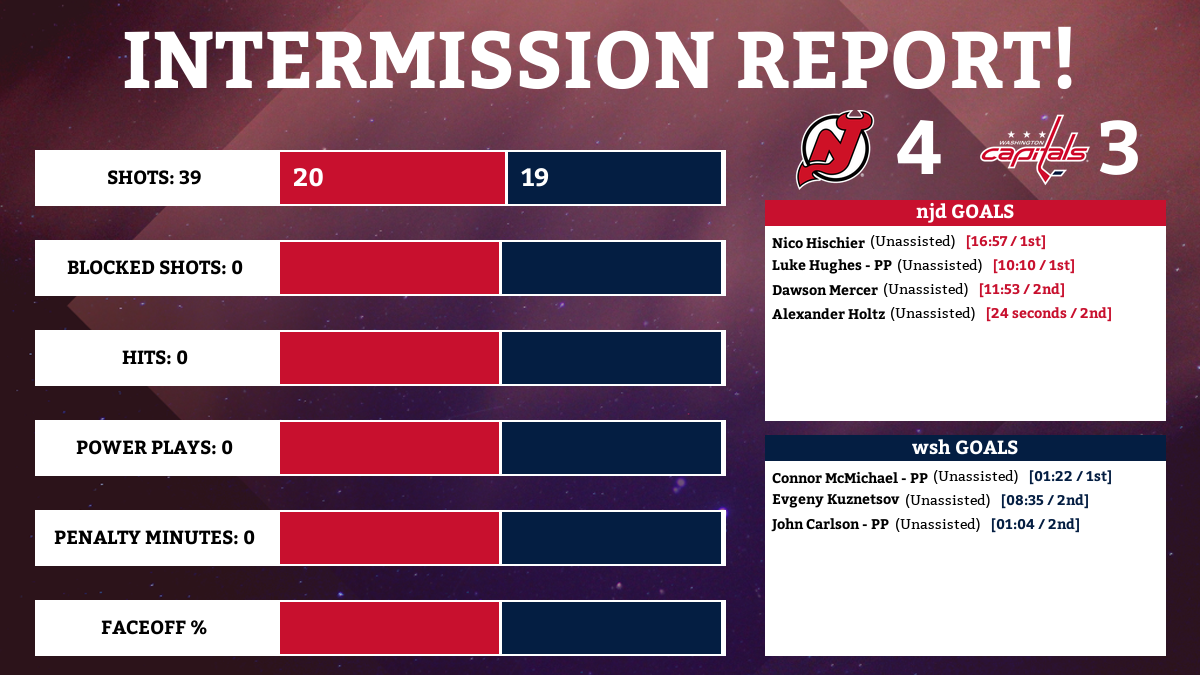 INTERMISSION REPORT!
SHOTS: 39 20 19
BLOCKED SHOTS: 0
HITS: 0
POWER PLAYS: 0
PENALTY MINUTES: 0
FACEOFF %
4 WASHINGTON capitals 3
njd GOALS
Nico Hischier (Unassisted) [16:57 / 1st]
Luke Hughes - PP (Unassisted) [10:10 / 1st]
Dawson Mercer (Unassisted) [11:53 / 2nd]
Alexander Holtz (Unassisted) [24 seconds / 2nd]
wsh GOALS
Connor McMichael - PP (Unassisted) [01:22 / 1st]
Evgeny Kuznetsov (Unassisted) [08:35 / 2nd]
John Carlson - PP (Unassisted) [01:04 / 2nd]